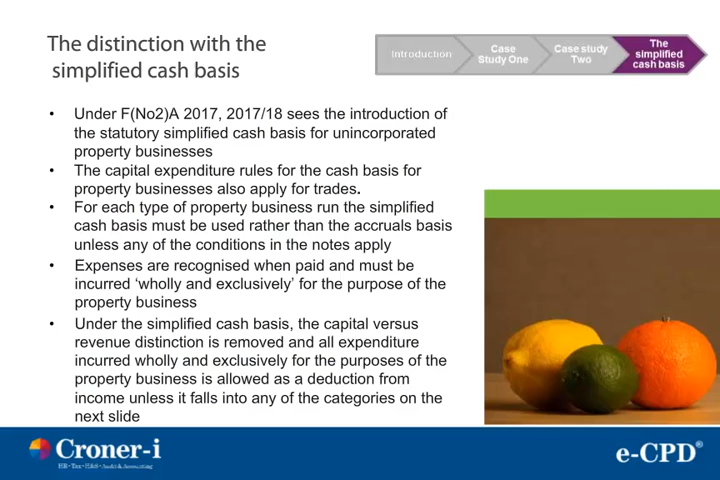 The distinction with the
simplified cash basis
Introduction
Case
Study One
Case study
Two
The
simplified
cash basis
• Under F(No2)A 2017, 2017/18 sees the introduction of
the statutory simplified cash basis for unincorporated
property businesses
• The capital expenditure rules for the cash basis for
property businesses also apply for trades.
• For each type of property business run the simplified
cash basis must be used rather than the accruals basis
unless any of the conditions in the notes apply
• Expenses are recognised when paid and must be
incurred ‘wholly and exclusively’ for the purpose of the
property business
• Under the simplified cash basis, the capital versus
revenue distinction is removed and all expenditure
incurred wholly and exclusively for the purposes of the
property business is allowed as a deduction from
income unless it falls into any of the categories on the
next slide
Croner-i
HR • Tax • H&S • Audit & Accounting
e-CPD®